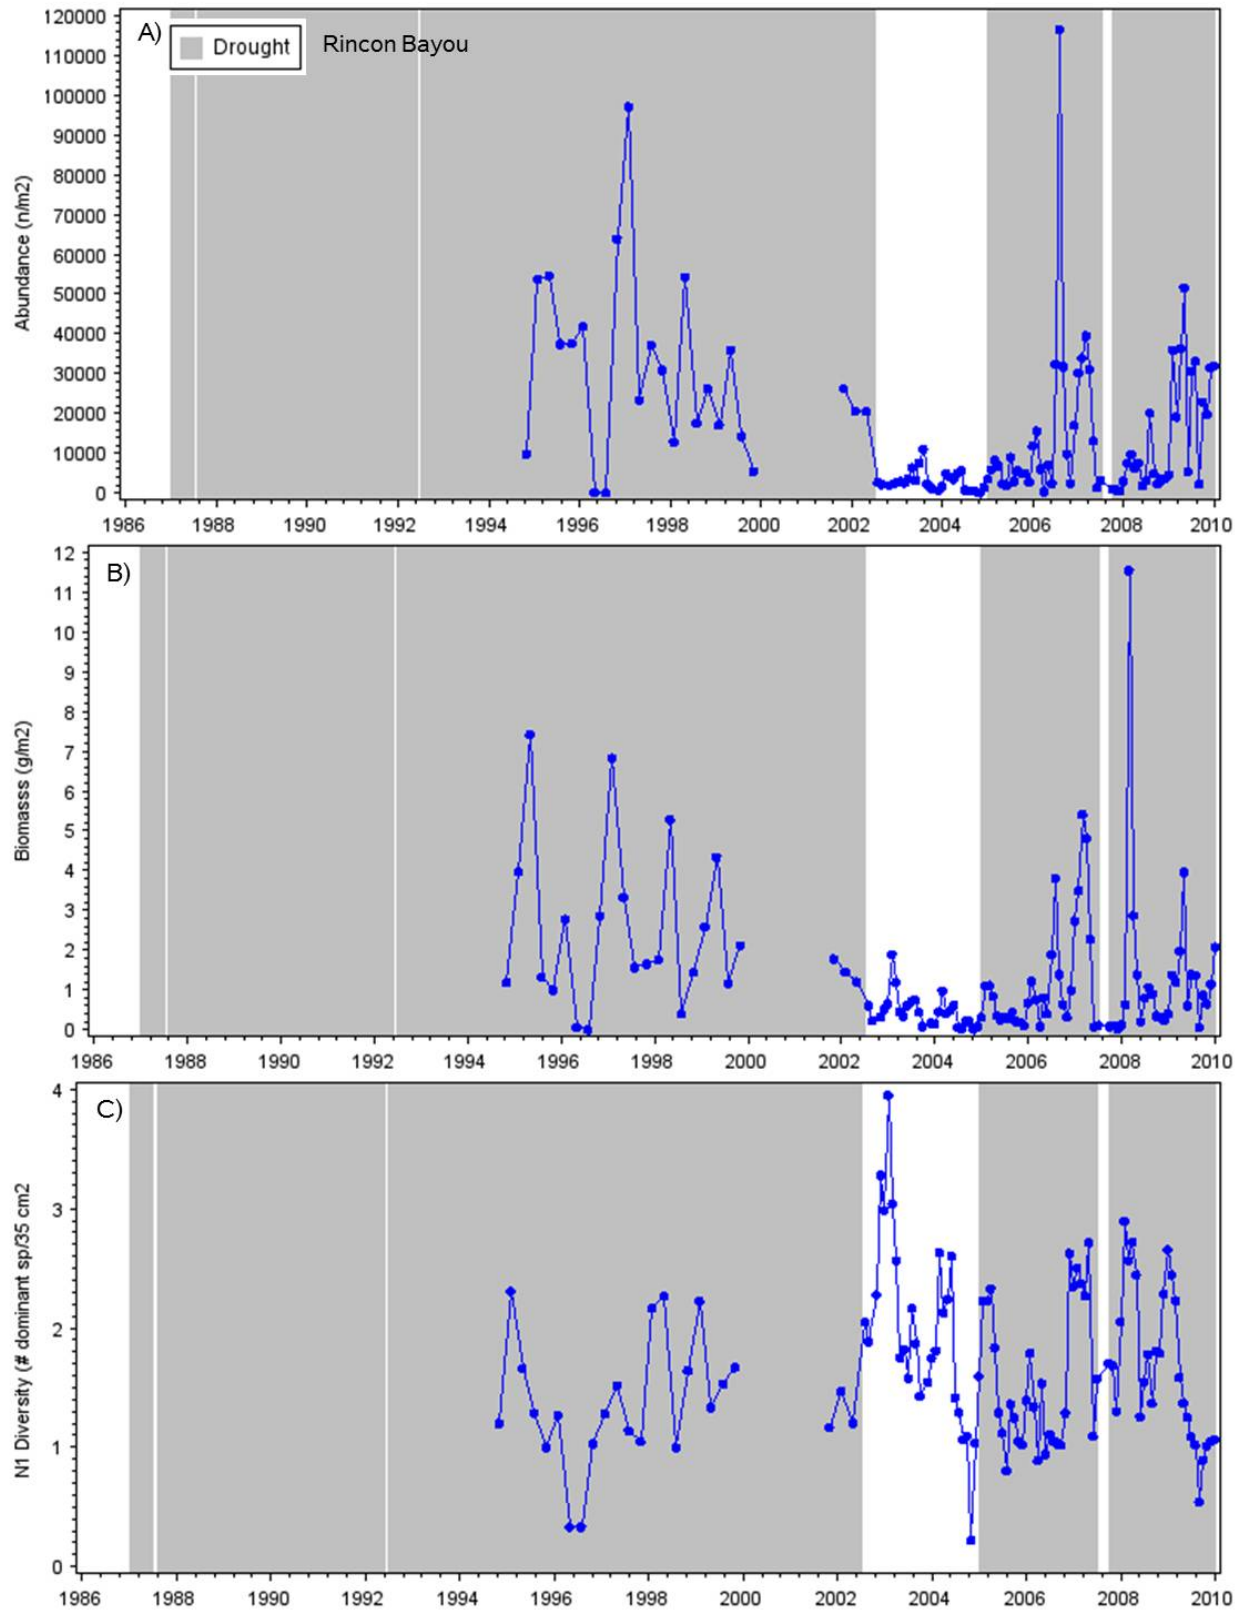 A)
Drought
Rincon Bayou
Abundance (n/m2)
120000
110000
100000
90000
80000
70000
60000
50000
40000
30000
20000
10000
0
1986 1988 1990 1992 1994 1996 1998 2000 2002 2004 2006 2008 2010
B)
Biomasss (g/m2)
12
11
10
9
8
7
6
5
4
3
2
1
0
1986 1988 1990 1992 1994 1996 1998 2000 2002 2004 2006 2008 2010
C)
N1 Diversity (# dominant sp/35 cm2
4
3
2
1
0
1986 1988 1990 1992 1994 1996 1998 2000 2002 2004 2006 2008 2010